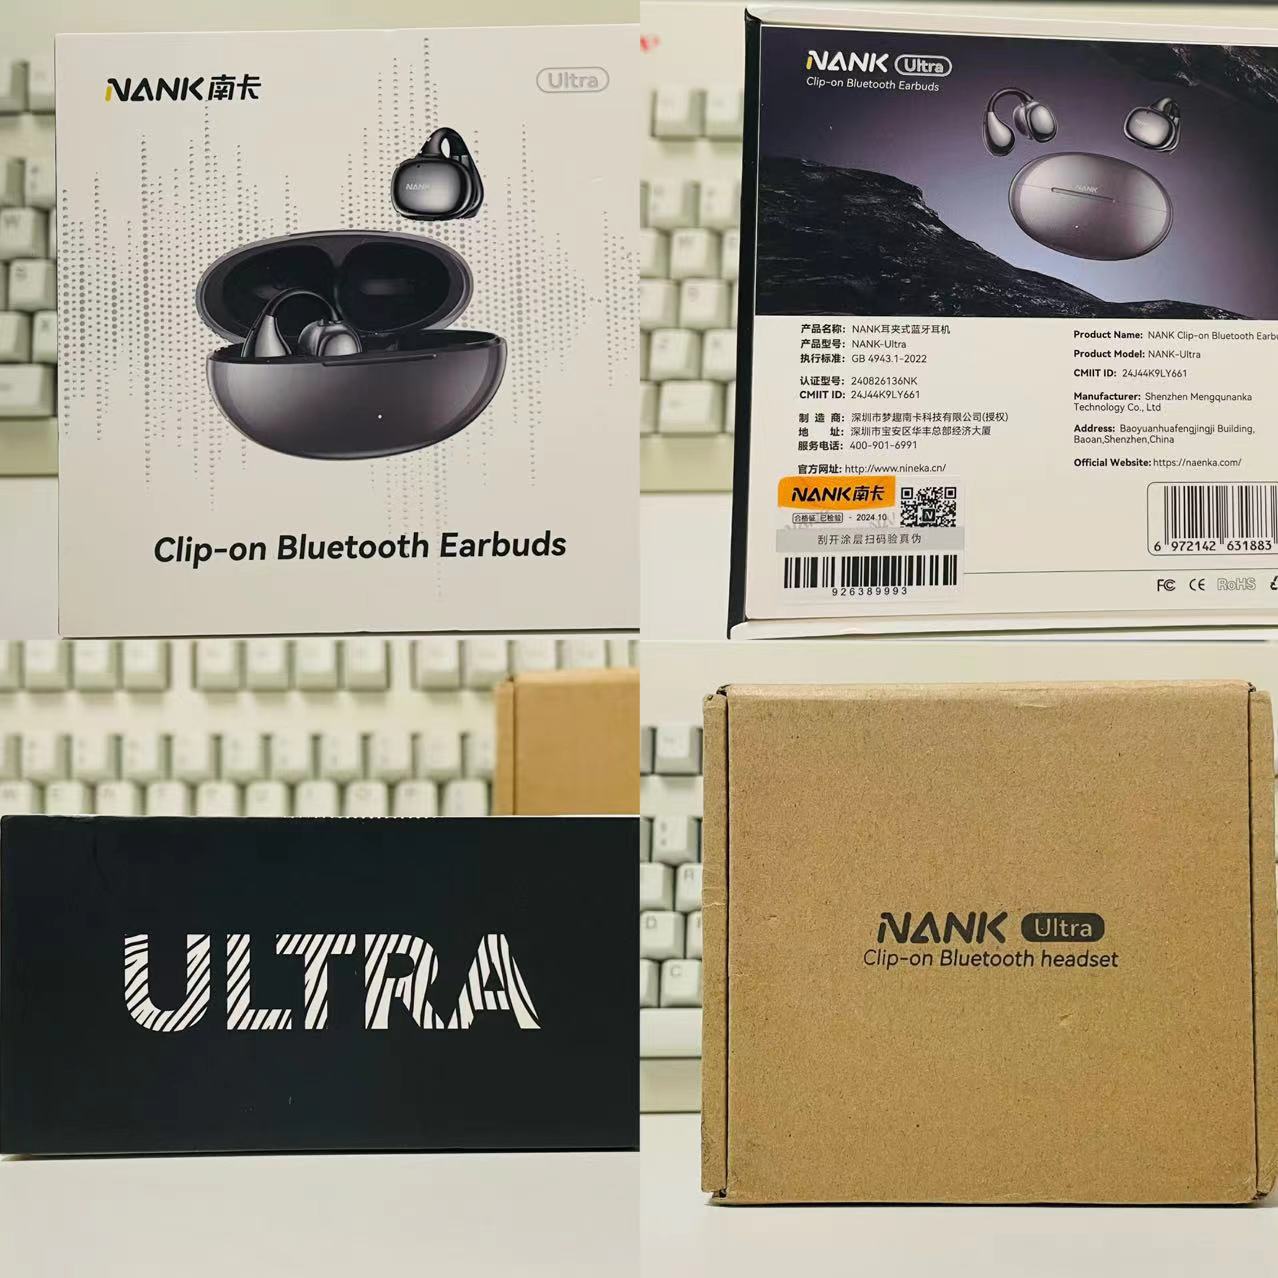 NANK南卡
Ultra
NANK
Clip-on Bluetooth Earbuds
NANK Ultra
Clip-on Bluetooth Earbuds
NANK
产品名称: NANK耳夹式蓝牙耳机
产品型号: NANK-Ultra
执行标准: GB 4943.1-2022
认证型号: 240826136NK
CMIIT ID: 24J44K9LY661
制 造 商: 深圳市梦趣南卡科技有限公司(授权)
地 址: 深圳市宝安区华丰总部经济大厦
服务电话: 400-901-6991
官方网址: http://www.nineka.cn/
NANK南卡
合格证 已检验 - 2024.10
刮开涂层扫码验真伪
926389993
Product Name: NANK Clip-on Bluetooth Earbu
Product Model: NANK-Ultra
CMIIT ID: 24J44K9LY661
Manufacturer: Shenzhen Mengqunanka
Technology Co., Ltd
Address: Baoyuanhuafengjingji Building,
Baoan,Shenzhen,China
Official Website: https://naenka.com/
6 972142 631883
FC CE RoHS
ULTRA
NANK Ultra
Clip-on Bluetooth headset